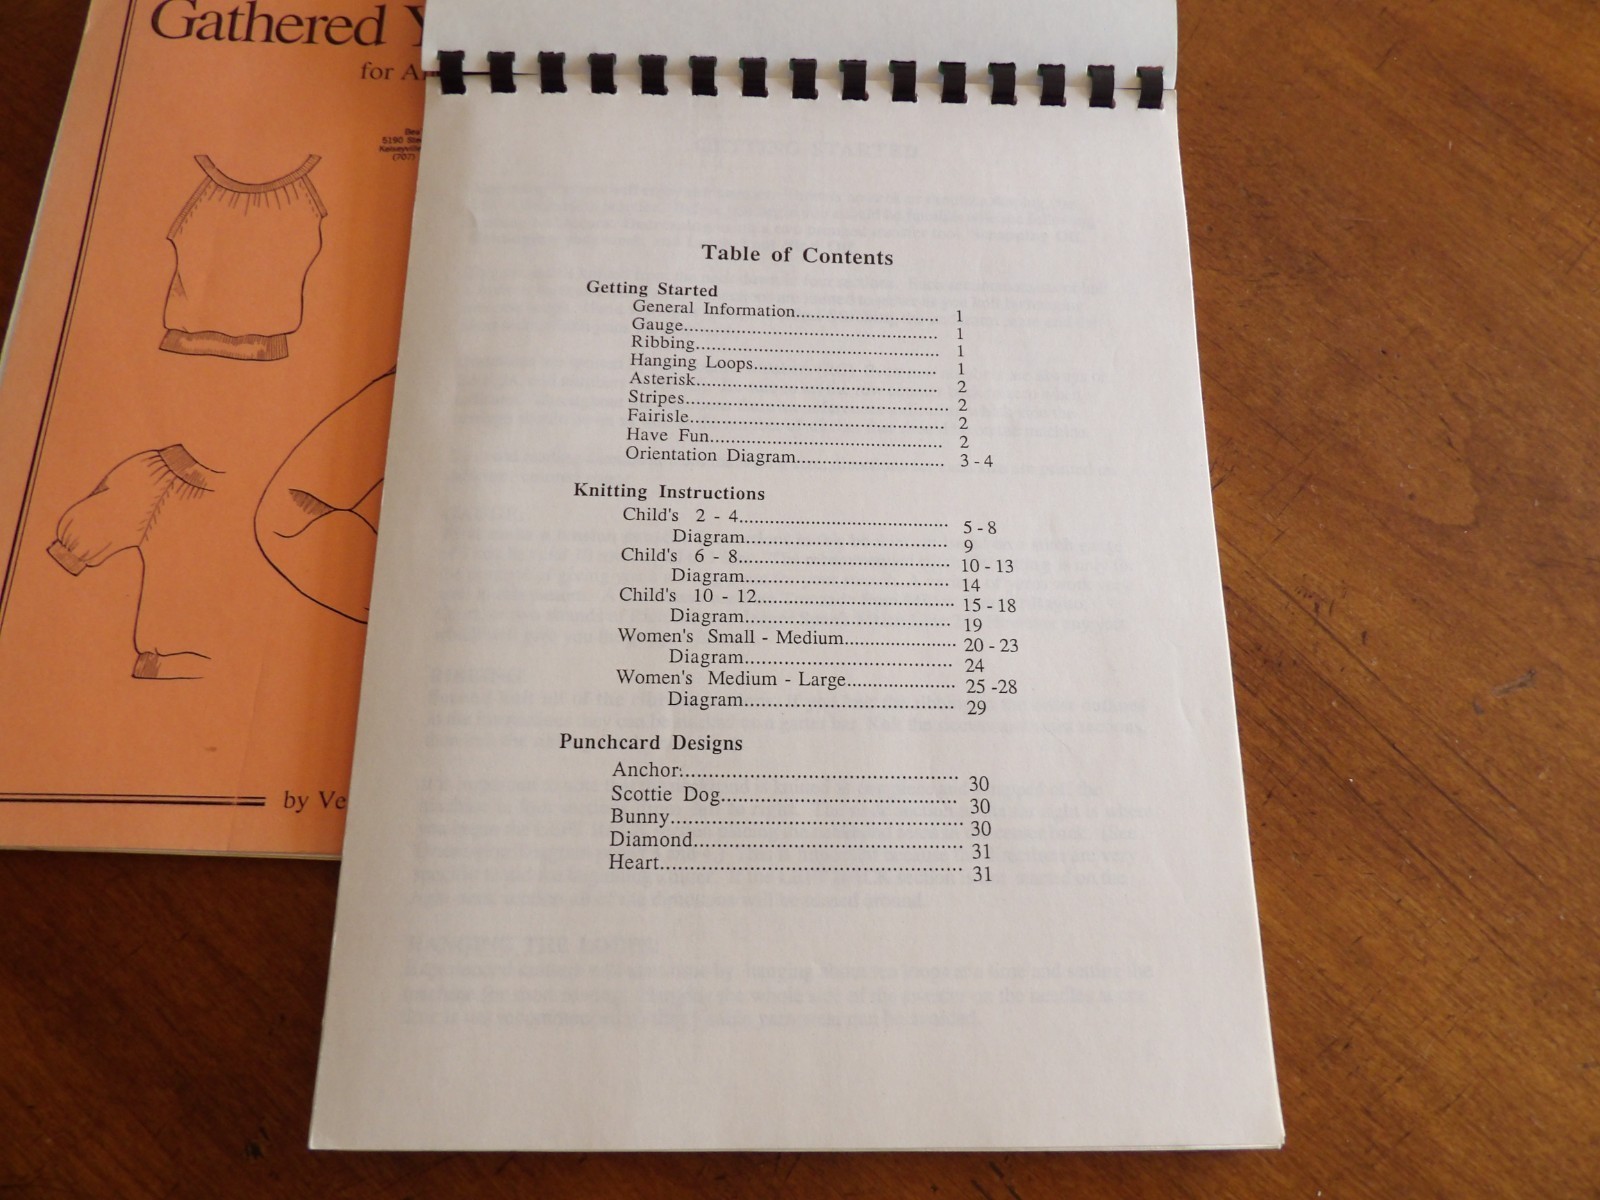 Gathered
for
5190
Kelseyville
(707)
by
Table of Contents
Getting Started
General Information.......................... 1
Gauge.......................... 1
Ribbing.......................... 1
Hanging Loops.......................... 1
Asterisk.......................... 2
Stripes.......................... 2
Fairisle.......................... 2
Have Fun.......................... 2
Orientation Diagram.......................... 3 - 4
Knitting Instructions
Child's 2 - 4.......................... 5 - 8
Diagram.......................... 9
Child's 6 - 8.......................... 10 - 13
Diagram.......................... 14
Child's 10 - 12.......................... 15 - 18
Diagram.......................... 19
Women's Small - Medium.......................... 20 - 23
Diagram.......................... 24
Women's Medium - Large.......................... 25 -28
Diagram.......................... 29
Punchcard Designs
Anchor.......................... 30
Scottie Dog.......................... 30
Bunny.......................... 30
Diamond.......................... 31
Heart.......................... 31